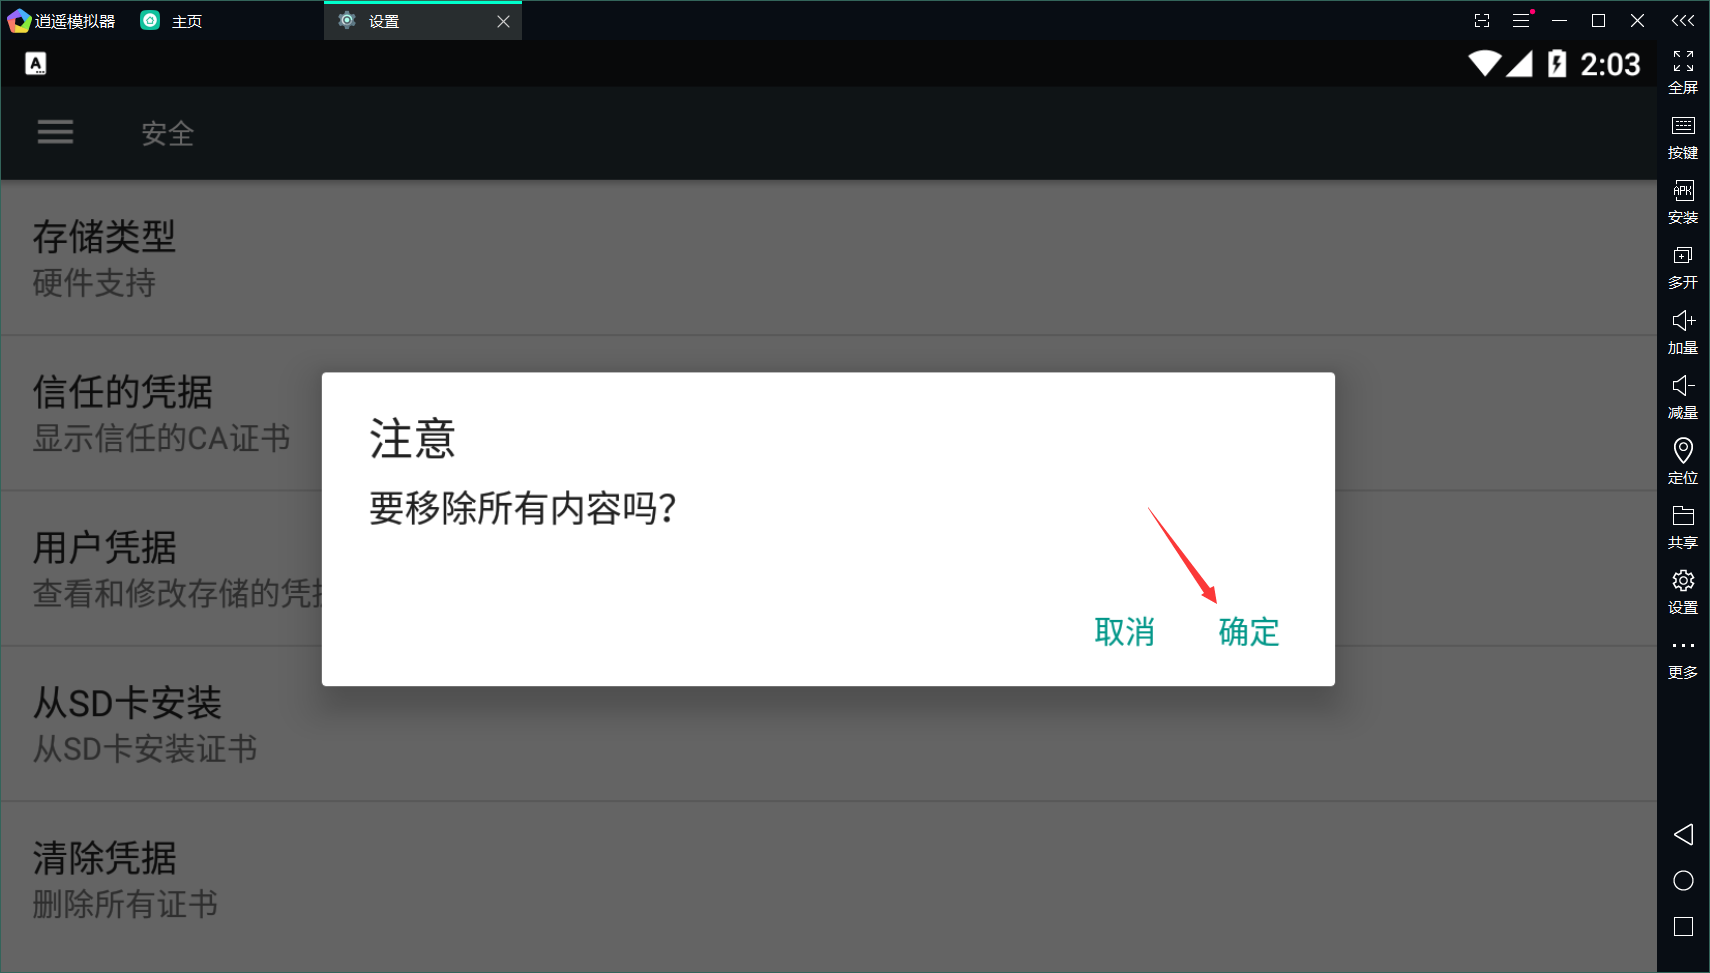 逍遥模拟器
主页
设置
A
2:03
安全
存储类型
硬件支持
信任的凭据
显示信任的CA证书
用户凭据
查看和修改存储的凭
从SD卡安装
从SD卡安装证书
清除凭据
删除所有证书
注意
要移除所有内容吗?
取消
确定
全屏
按键
APK
安装
多开
加量
减量
定位
共享
设置
更多